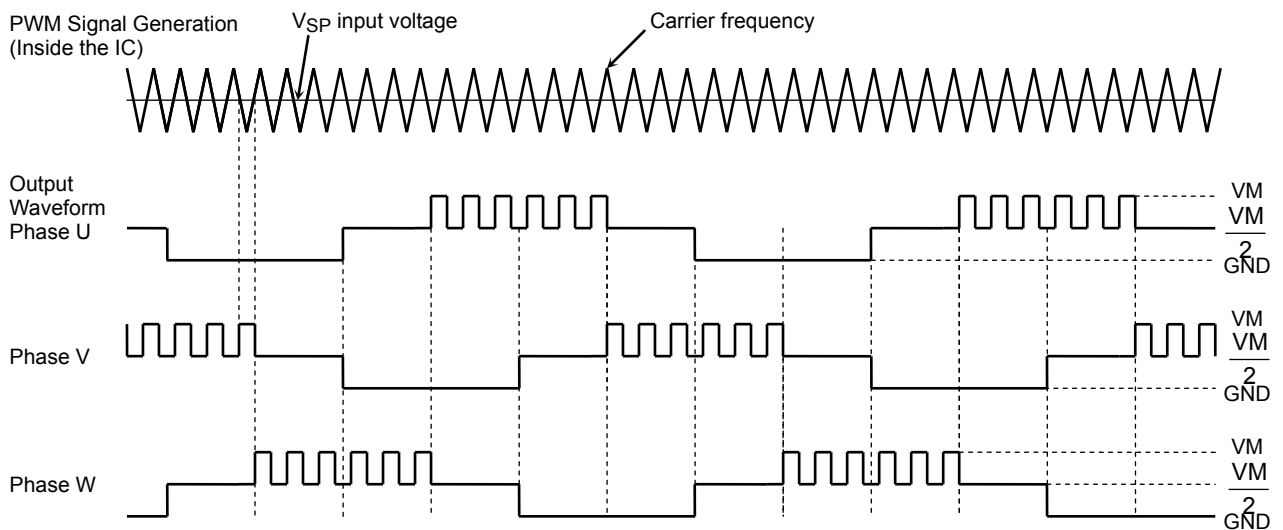 PWM Signal Generation
(Inside the IC)
VSP input voltage
Carrier frequency
Output
Waveform
Phase U
VM
VM
2
GND
Phase V
VM
VM
2
GND
Phase W
VM
VM
2
GND